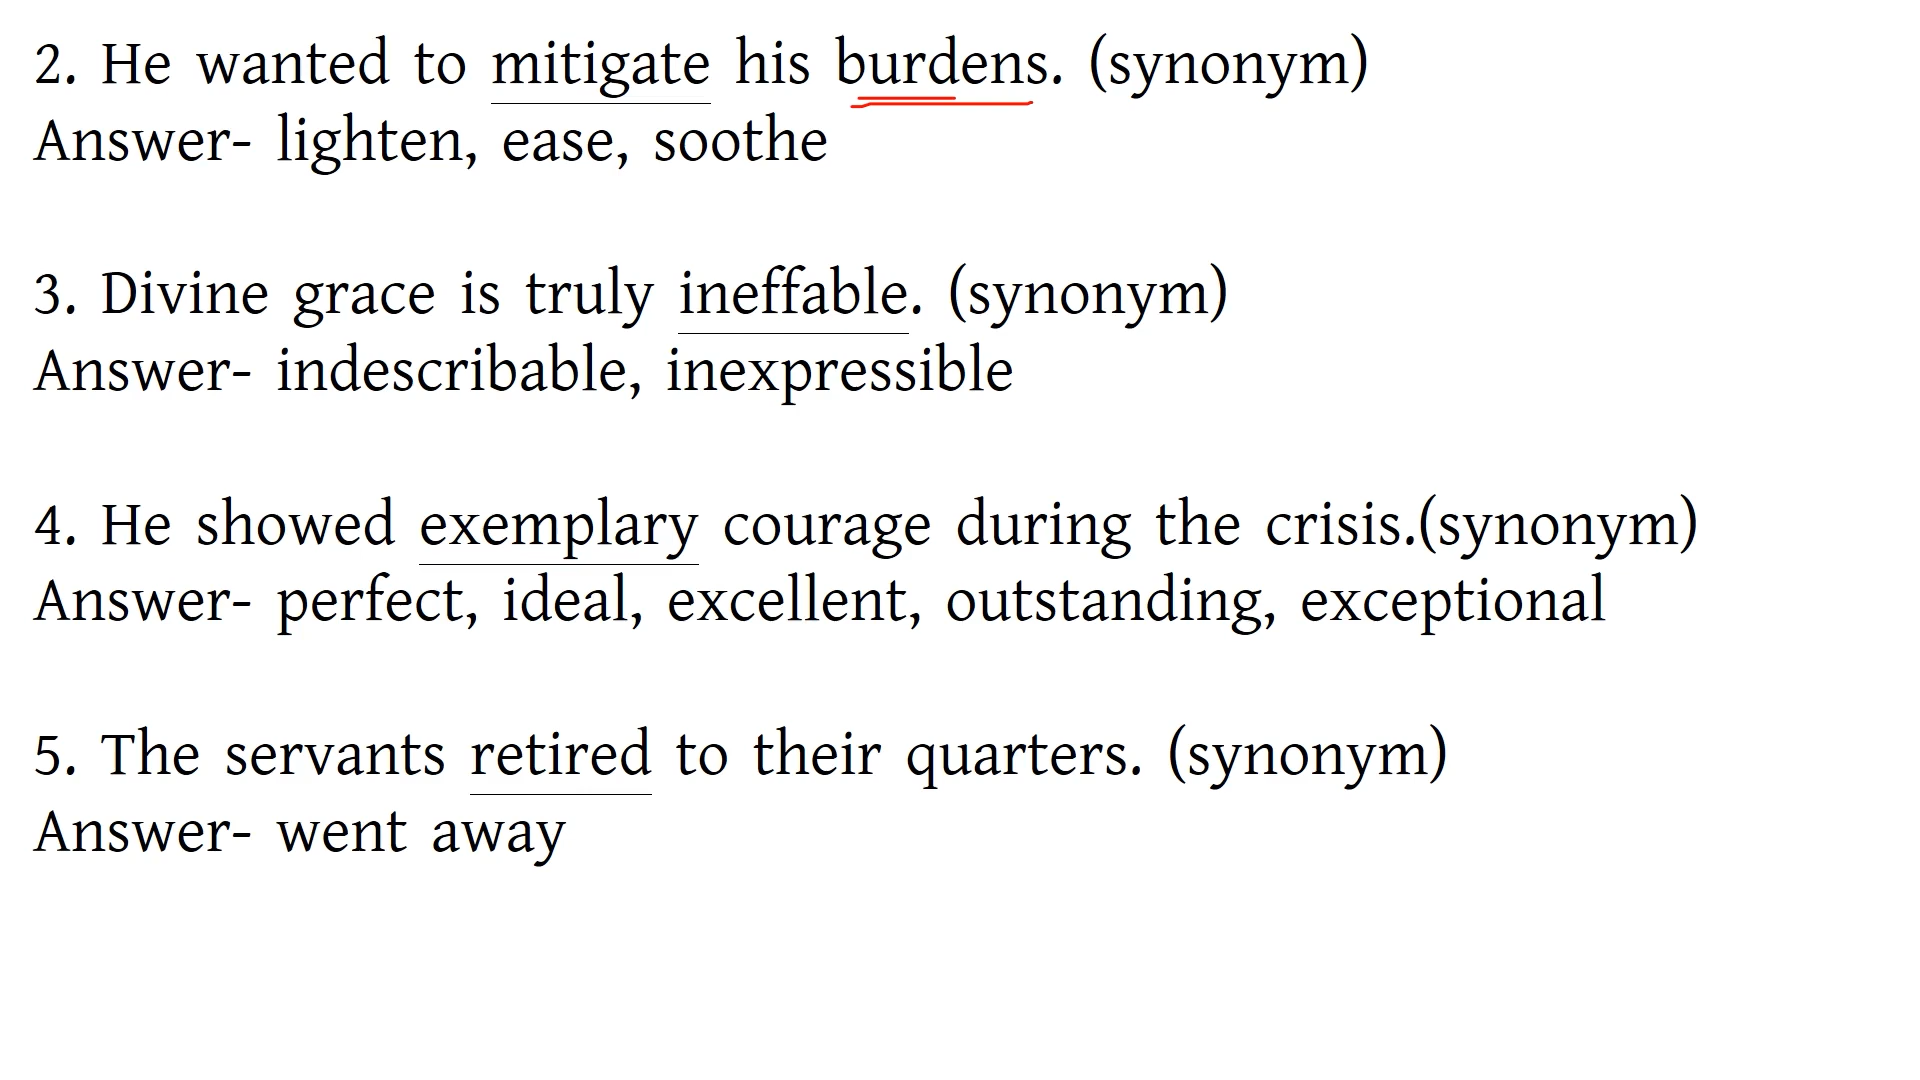 2. He wanted to mitigate his burdens. (synonym)
Answer- lighten, ease, soothe
3. Divine grace is truly ineffable. (synonym)
Answer- indescribable, inexpressible
4. He showed exemplary courage during the crisis.(synonym)
Answer- perfect, ideal, excellent, outstanding, exceptional
5. The servants retired to their quarters. (synonym)
Answer- went away